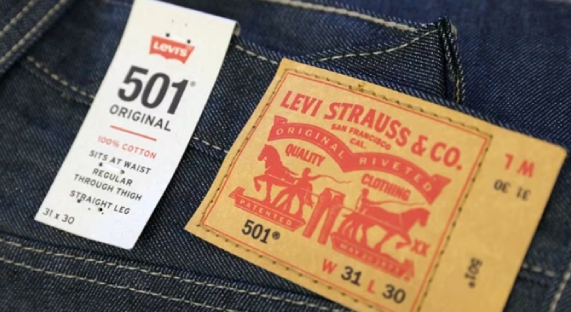 Levi's
501®
ORIGINAL
100% COTTON
SITS AT WAIST
REGULAR
THROUGH THIGH
STRAIGHT LEG
31 x 30
LEVI STRAUSS & CO.
SAN FRANCISCO
CAL.
ORIGINAL RIVETED
QUALITY CLOTHING
PATENTED
XX
501®
W 31 L 30
W L
31 30
501®